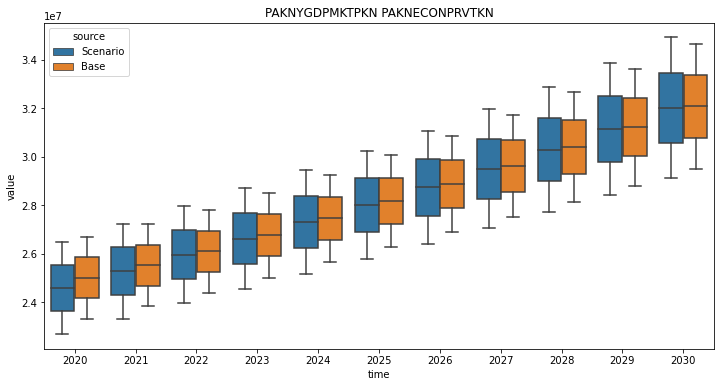 PAKNYGDPMKTPKN PAKNECONPRVTKN
1e7
source
Scenario
Base
3.4
3.2
3.0
2.8
2.6
2.4
value
2020 2021 2022 2023 2024 2025 2026 2027 2028 2029 2030
time